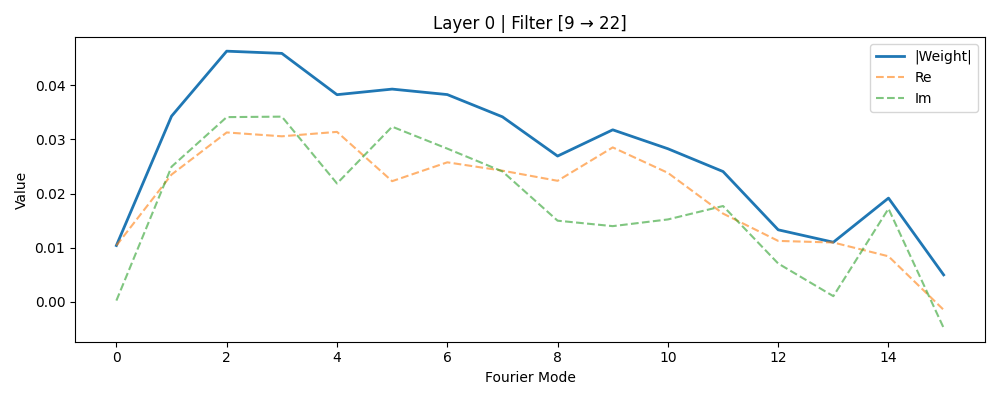 Layer 0 | Filter [9 → 22]
Value
0.04
0.03
0.02
0.01
0.00
|Weight|
Re
Im
0 2 4 6 8 10 12 14
Fourier Mode